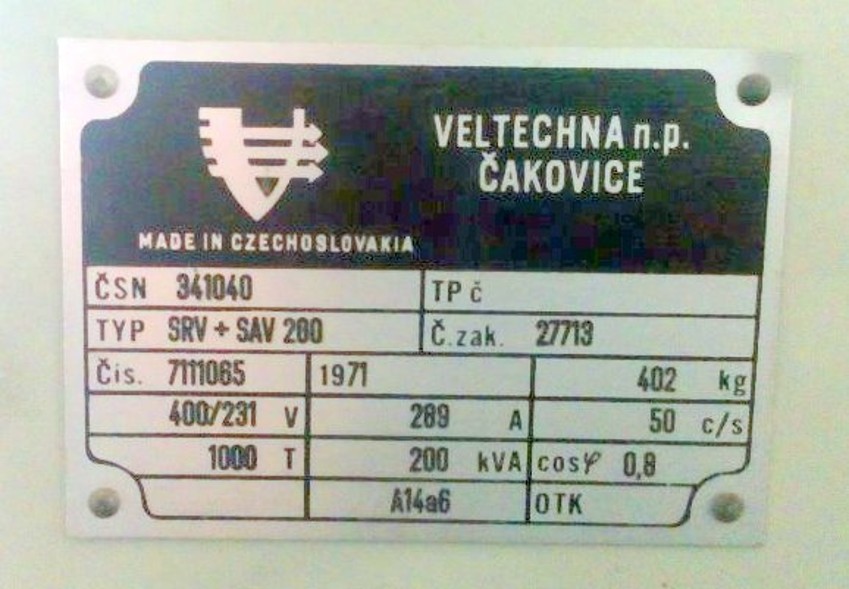 VELTECHNA n.p.
ČAKOVICE
MADE IN CZECHOSLOVAKIA
ČSN 341040 TP č
TYP SRV + SAV 200 Č.zak. 27713
Čís. 7111065 1971 402 kg
400/231 V 289 A 50 c/s
1000 T 200 kVA cosφ 0,8
A14a6 OTK